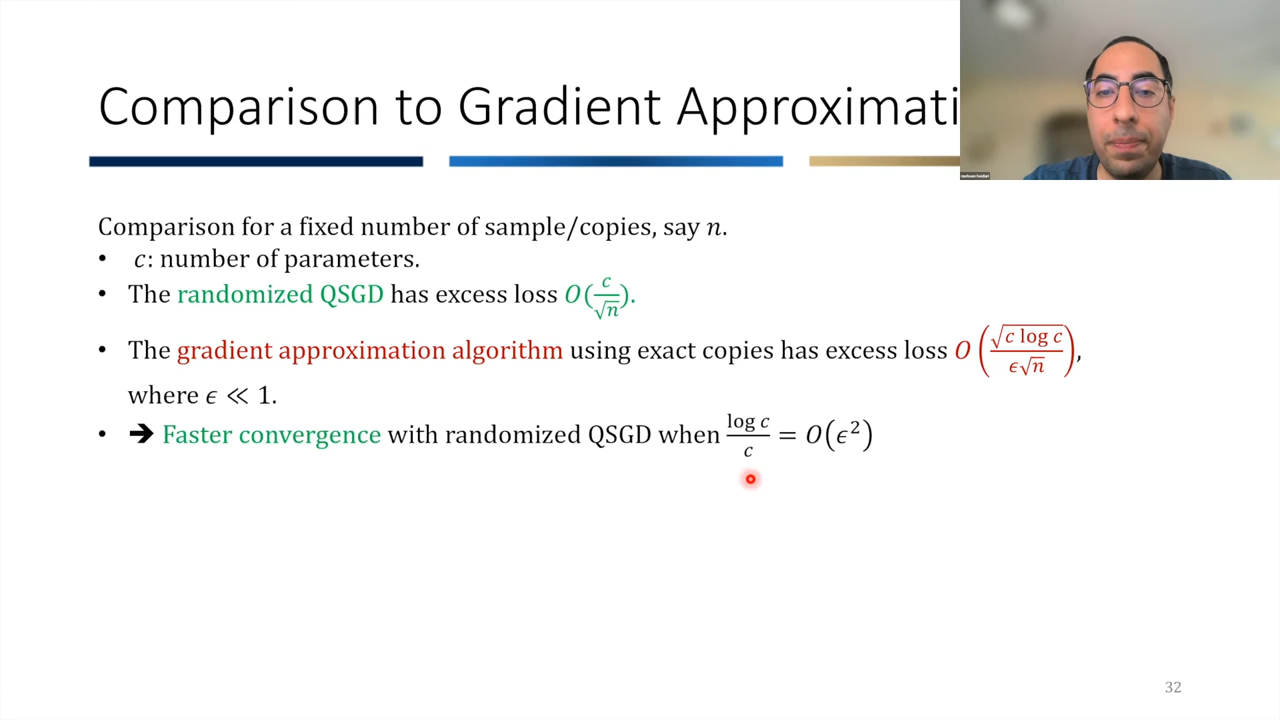 Comparison to Gradient Approximati
Comparison for a fixed number of sample/copies, say n.
• c: number of parameters.
• The randomized QSGD has excess loss O(c/√n).
• The gradient approximation algorithm using exact copies has excess loss O(√(c log c)/(ϵ√n)),
where ϵ ≪ 1.
• ➔ Faster convergence with randomized QSGD when log c/c = O(ϵ²)
32